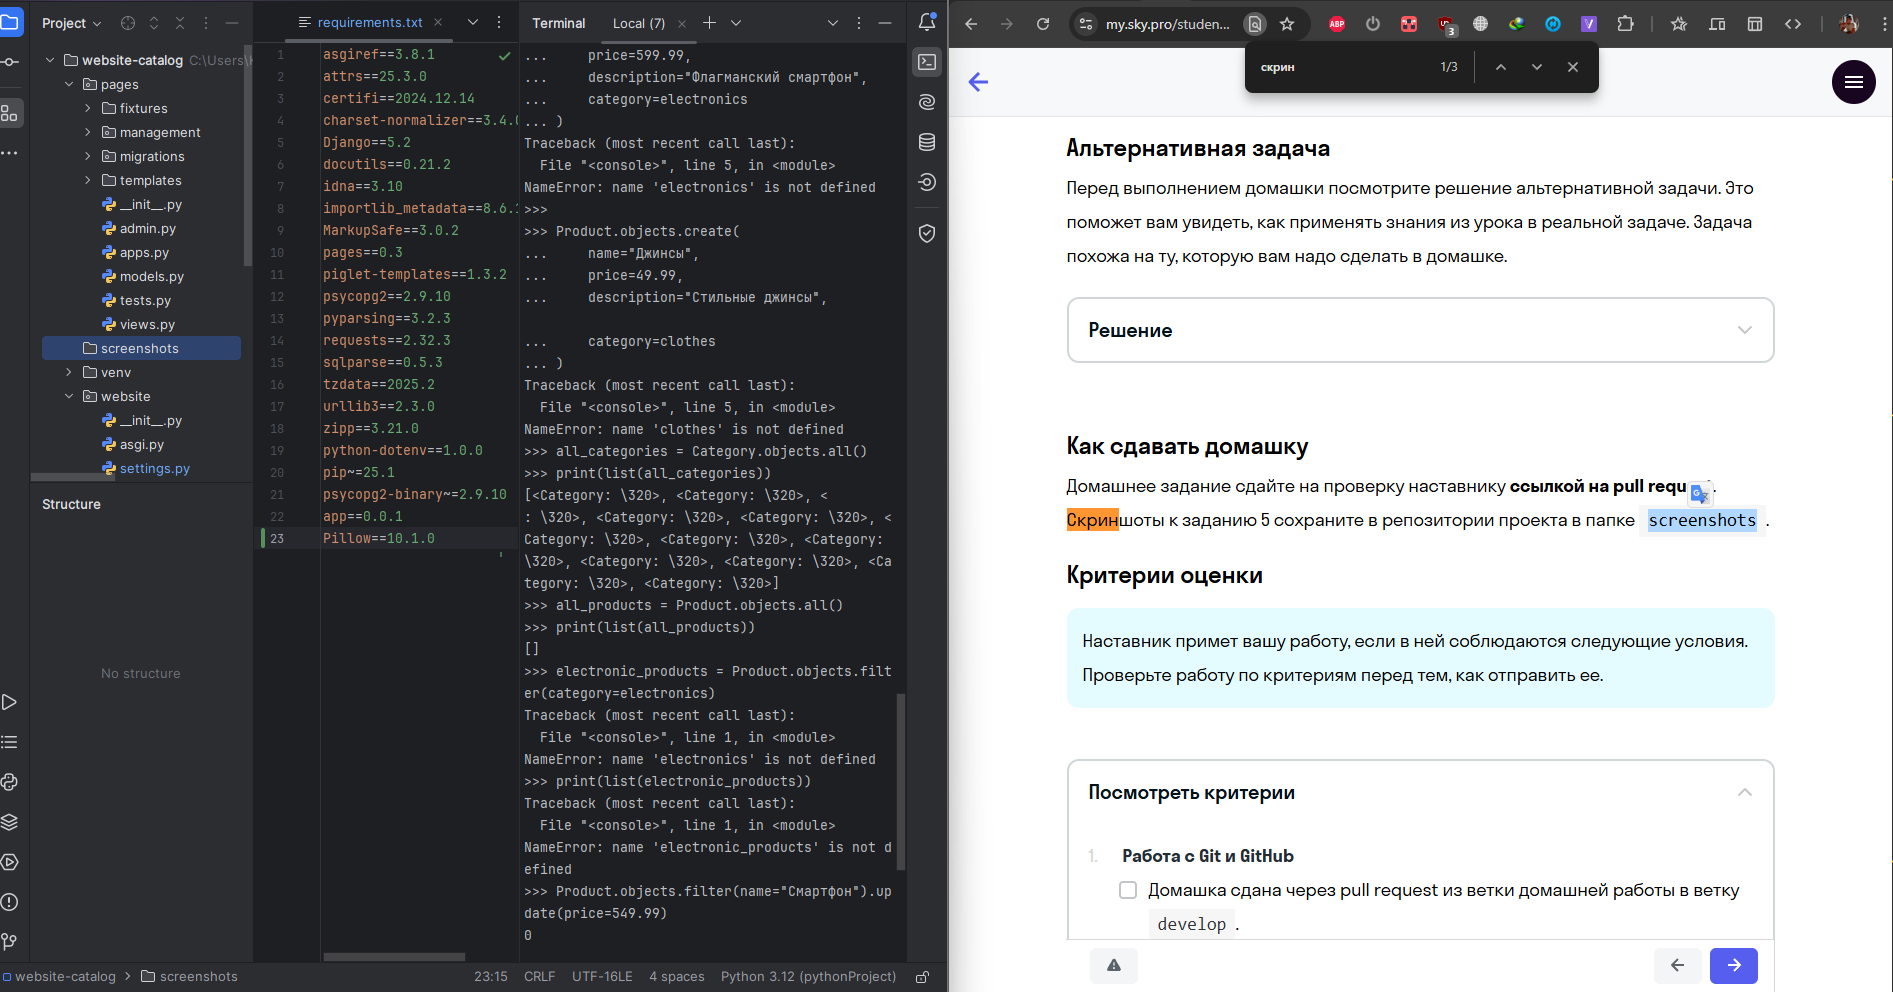 Project
website-catalog C:\Users\
pages
fixtures
management
migrations
templates
__init__.py
admin.py
apps.py
models.py
tests.py
views.py
screenshots
venv
website
__init__.py
asgi.py
settings.py
Structure
No structure
requirements.txt
1 asgiref==3.8.1
2 attrs==25.3.0
3 certifi==2024.12.14
4 charset-normalizer==3.4.
5 Django==5.2
6 docutils==0.21.2
7 idna==3.10
8 importlib_metadata==8.6.
9 MarkupSafe==3.0.2
10 pages==0.3
11 piglet-templates==1.3.2
12 psycopg2==2.9.10
13 pyparsing==3.2.3
14 requests==2.32.3
15 sqlparse==0.5.3
16 tzdata==2025.2
17 urllib3==2.3.0
18 zipp==3.21.0
19 python-dotenv==1.0.0
20 pip~=25.1
21 psycopg2-binary~=2.9.10
22 app==0.0.1
23 Pillow==10.1.0
Terminal Local (7)
... price=599.99,
... description="Флагманский смартфон",
... category=electronics
... )
Traceback (most recent call last):
File "<console>", line 5, in <module>
NameError: name 'electronics' is not defined
>>>
>>> Product.objects.create(
... name="Джинсы",
... price=49.99,
... description="Стильные джинсы",
... category=clothes
... )
Traceback (most recent call last):
File "<console>", line 5, in <module>
NameError: name 'clothes' is not defined
>>> all_categories = Category.objects.all()
>>> print(list(all_categories))
[<Category: \320>, <Category: \320>, <
: \320>, <Category: \320>, <Category: \320>, <
Category: \320>, <Category: \320>, <Category:
\320>, <Category: \320>, <Category: \320>, <Ca
tegory: \320>, <Category: \320>]
>>> all_products = Product.objects.all()
>>> print(list(all_products))
[]
>>> electronic_products = Product.objects.filt
er(category=electronics)
Traceback (most recent call last):
File "<console>", line 1, in <module>
NameError: name 'electronics' is not defined
>>> print(list(electronic_products))
Traceback (most recent call last):
File "<console>", line 1, in <module>
NameError: name 'electronic_products' is not d
efined
>>> Product.objects.filter(name="Смартфон").up
date(price=549.99)
0
website-catalog > screenshots
23:15 CRLF UTF-16LE 4 spaces Python 3.12 (pythonProject)
my.sky.pro/studen...
ABP
3
V
скрин 1/3
Альтернативная задача
Перед выполнением домашки посмотрите решение альтернативной задачи. Это
поможет вам увидеть, как применять знания из урока в реальной задаче. Задача
похожа на ту, которую вам надо сделать в домашке.
Решение
Как сдавать домашку
Домашнее задание сдайте на проверку наставнику ссылкой на pull requ
Скриншоты к заданию 5 сохраните в репозитории проекта в папке screenshots .
Критерии оценки
Наставник примет вашу работу, если в ней соблюдаются следующие условия.
Проверьте работу по критериям перед тем, как отправить ее.
Посмотреть критерии
1. Работа с Git и GitHub
Домашка сдана через pull request из ветки домашней работы в ветку
develop .